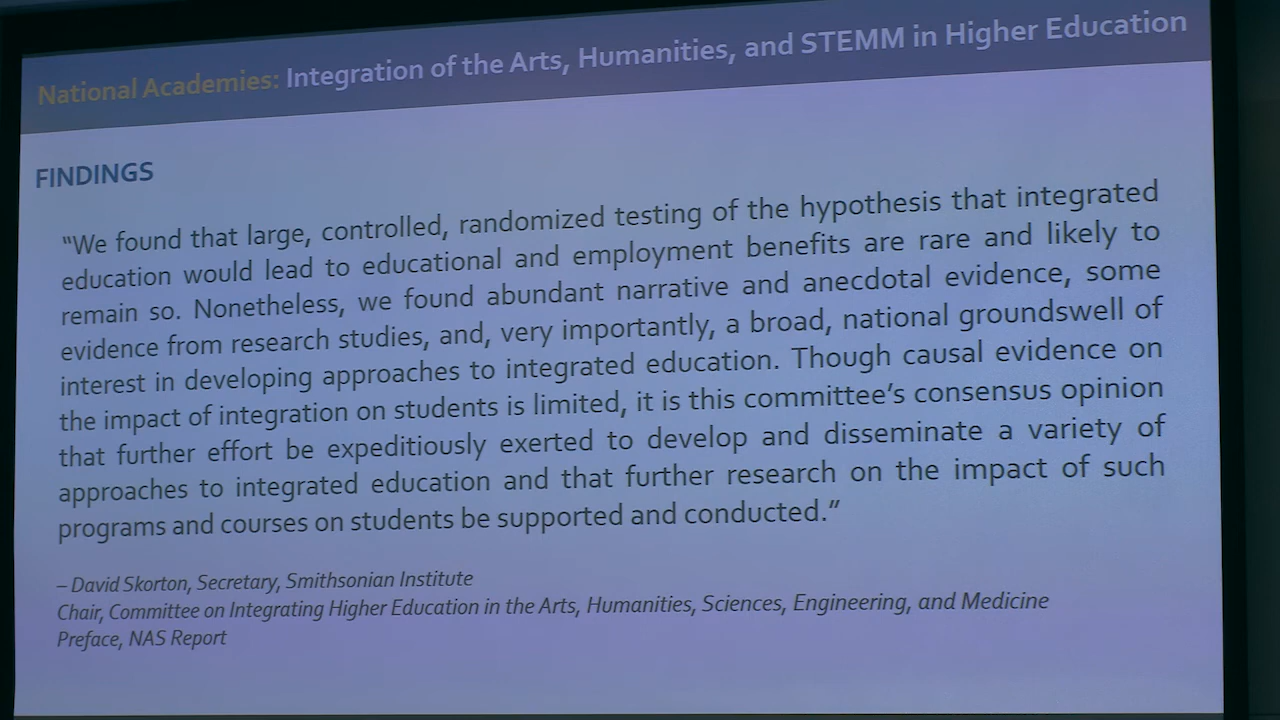 National Academies: Integration of the Arts, Humanities, and STEMM in Higher Education
FINDINGS
“We found that large, controlled, randomized testing of the hypothesis that integrated
education would lead to educational and employment benefits are rare and likely to
remain so. Nonetheless, we found abundant narrative and anecdotal evidence, some
evidence from research studies, and, very importantly, a broad, national groundswell of
interest in developing approaches to integrated education. Though causal evidence on
the impact of integration on students is limited, it is this committee’s consensus opinion
that further effort be expeditiously exerted to develop and disseminate a variety of
approaches to integrated education and that further research on the impact of such
programs and courses on students be supported and conducted.”
– David Skorton, Secretary, Smithsonian Institute
Chair, Committee on Integrating Higher Education in the Arts, Humanities, Sciences, Engineering, and Medicine
Preface, NAS Report